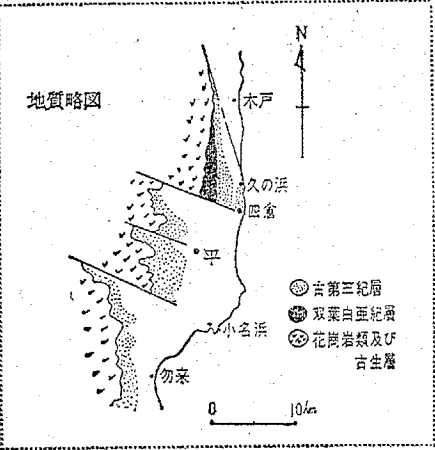 N
地質略図
木戸
久の浜
四倉
平
古第三紀層
双葉白亜紀層
花崗岩類及び
古生層
小名浜
勿来
0 10km